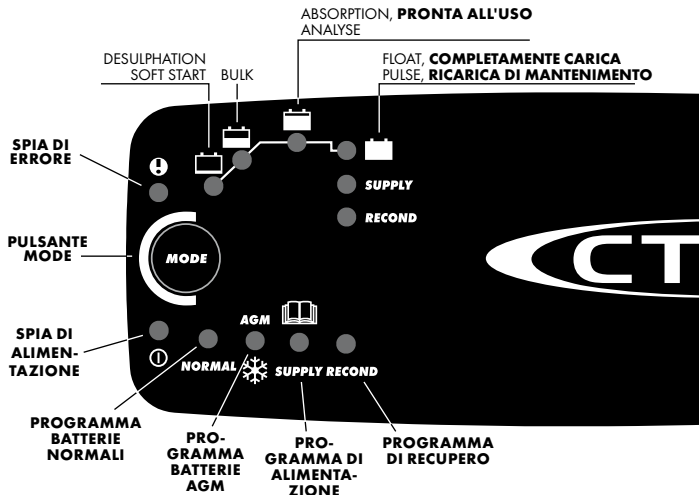 ABSORPTION, PRONTA ALL'USO
ANALYSE
DESULPHATION
SOFT START
BULK
FLOAT, COMPLETAMENTE CARICA
PULSE, RICARICA DI MANTENIMENTO
SPIA DI
ERRORE
SUPPLY
RECOND
PULSANTE
MODE
MODE
CT
SPIA DI
ALIMEN-
TAZIONE
AGM
NORMAL
SUPPLY RECOND
PROGRAMMA
BATTERIE
NORMALI
PRO-
GRAMMA
BATTERIE
AGM
PRO-
GRAMMA DI
ALIMENTA-
ZIONE
PROGRAMMA
DI RECUPERO